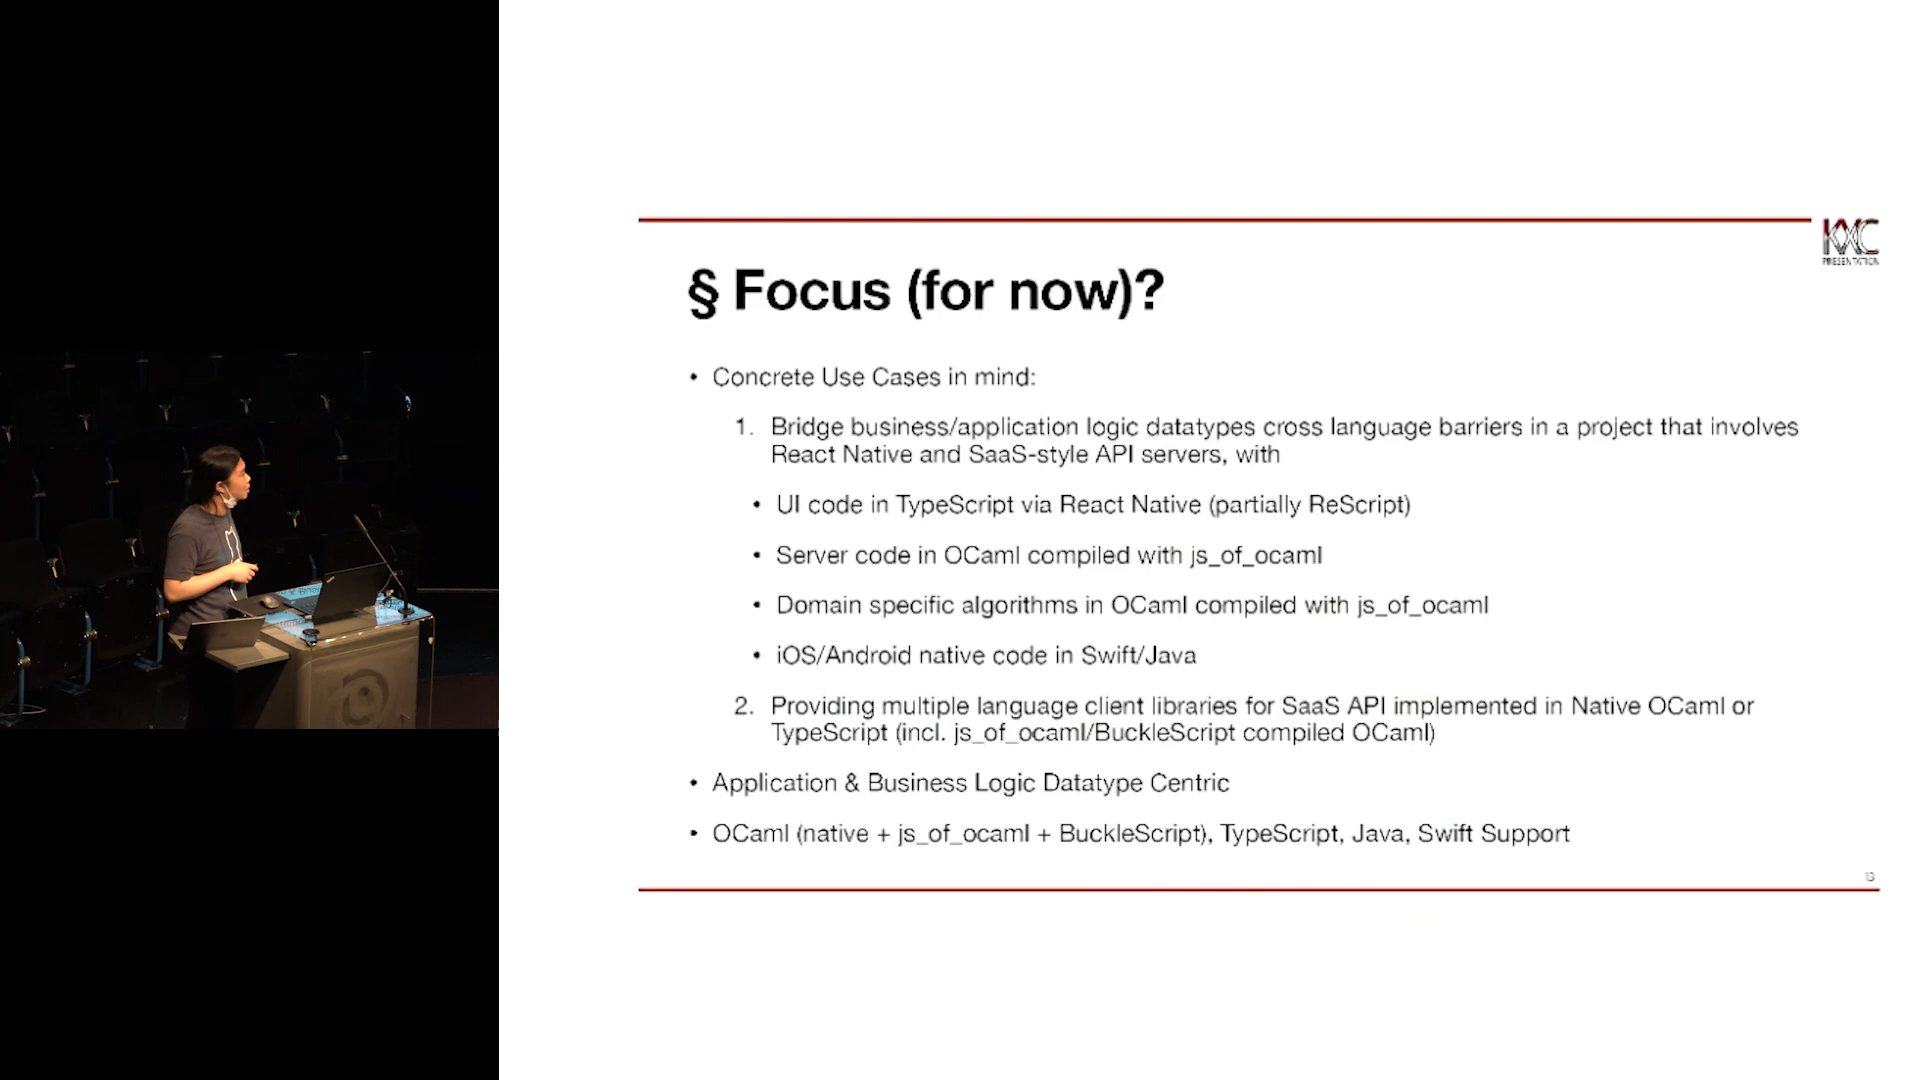 KXC
PRESENTATION
§ Focus (for now)?
• Concrete Use Cases in mind:
1. Bridge business/application logic datatypes cross language barriers in a project that involves
React Native and SaaS-style API servers, with
• UI code in TypeScript via React Native (partially ReScript)
• Server code in OCaml compiled with js_of_ocaml
• Domain specific algorithms in OCaml compiled with js_of_ocaml
• iOS/Android native code in Swift/Java
2. Providing multiple language client libraries for SaaS API implemented in Native OCaml or
TypeScript (incl. js_of_ocaml/BuckleScript compiled OCaml)
• Application & Business Logic Datatype Centric
• OCaml (native + js_of_ocaml + BuckleScript), TypeScript, Java, Swift Support
13